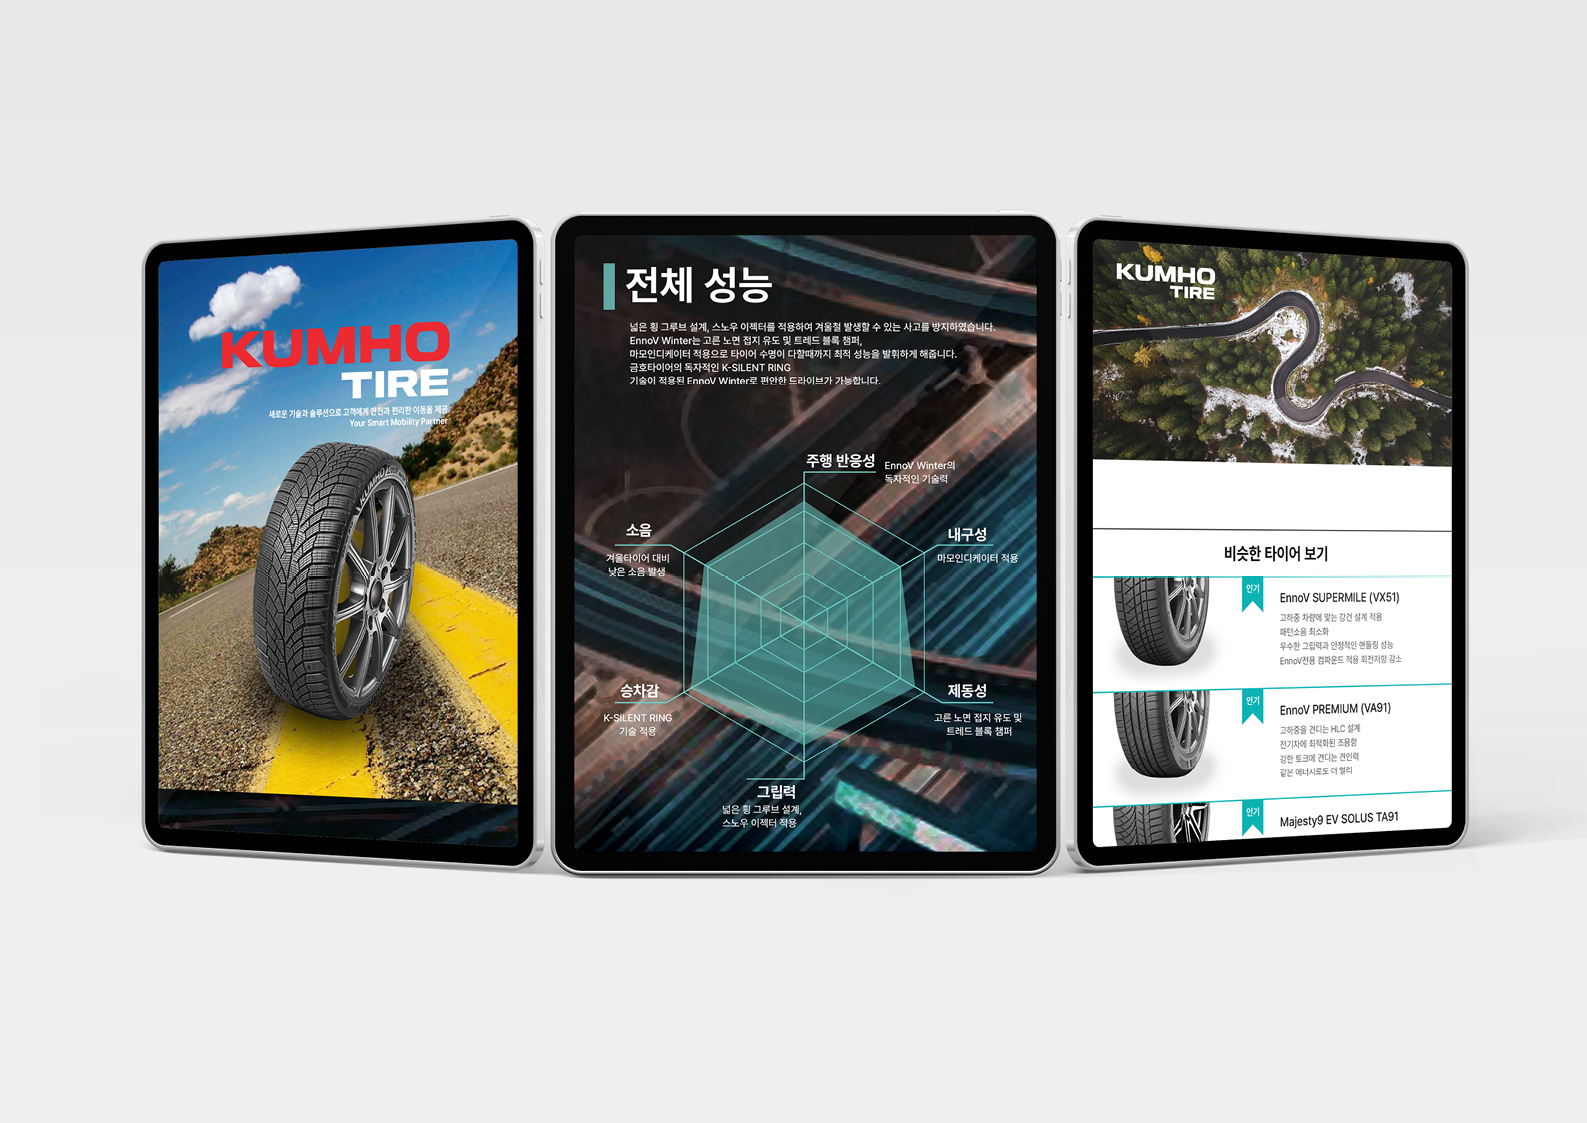 KUMHO
TIRE
새로운 기술과 솔루션으로 고객에게 안전과 편리한 이동을 제공
Your Smart Mobility Partner
KUMHO
전체 성능
넓은 횡 그루브 설계, 스노우 이젝터를 적용하여 겨울철 발생할 수 있는 사고를 방지하였습니다.
EnnoV Winter는 고른 노면 접지 유도 및 트레드 블록 챔퍼,
마모인디케이터 적용으로 타이어 수명이 다할때까지 최적 성능을 발휘하게 해줍니다.
금호타이어의 독자적인 K-SILENT RING
기술이 적용된 EnnoV Winter로 편안한 드라이브가 가능합니다.
주행 반응성
EnnoV Winter의
독자적인 기술력
소음
겨울타이어 대비
낮은 소음 발생
내구성
마모인디케이터 적용
승차감
K-SILENT RING
기술 적용
제동성
고른 노면 접지 유도 및
트레드 블록 챔퍼
그립력
넓은 횡 그루브 설계,
스노우 이젝터 적용
KUMHO
TIRE
비슷한 타이어 보기
인기
EnnoV SUPERMILE (VX51)
고하중 차량에 맞는 강건 설계 적용
패턴소음 최소화
우수한 그립력과 안정적인 핸들링 성능
EnnoV전용 컴파운드 적용 회전저항 감소
인기
EnnoV PREMIUM (VA91)
고하중을 견디는 HLC 설계
전기차에 최적화된 조용함
강한 토크에 견디는 견인력
같은 에너지로도 더 멀리
인기
Majesty9 EV SOLUS TA91